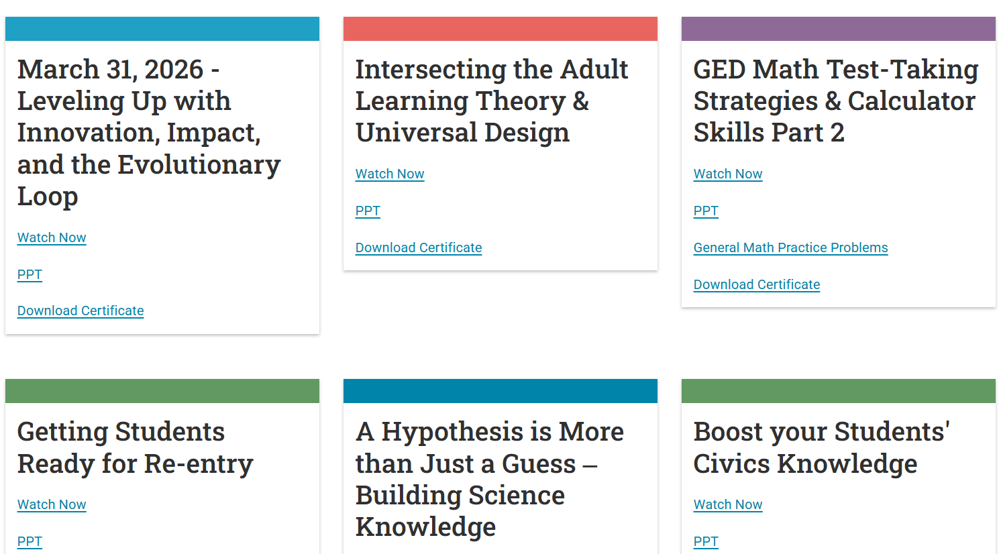 March 31, 2026 -
Leveling Up with
Innovation, Impact,
and the Evolutionary
Loop
Watch Now
PPT
Download Certificate
Intersecting the Adult
Learning Theory &
Universal Design
Watch Now
PPT
Download Certificate
GED Math Test-Taking
Strategies & Calculator
Skills Part 2
Watch Now
PPT
General Math Practice Problems
Download Certificate
Getting Students
Ready for Re-entry
Watch Now
PPT
A Hypothesis is More
than Just a Guess –
Building Science
Knowledge
Boost your Students'
Civics Knowledge
Watch Now
PPT